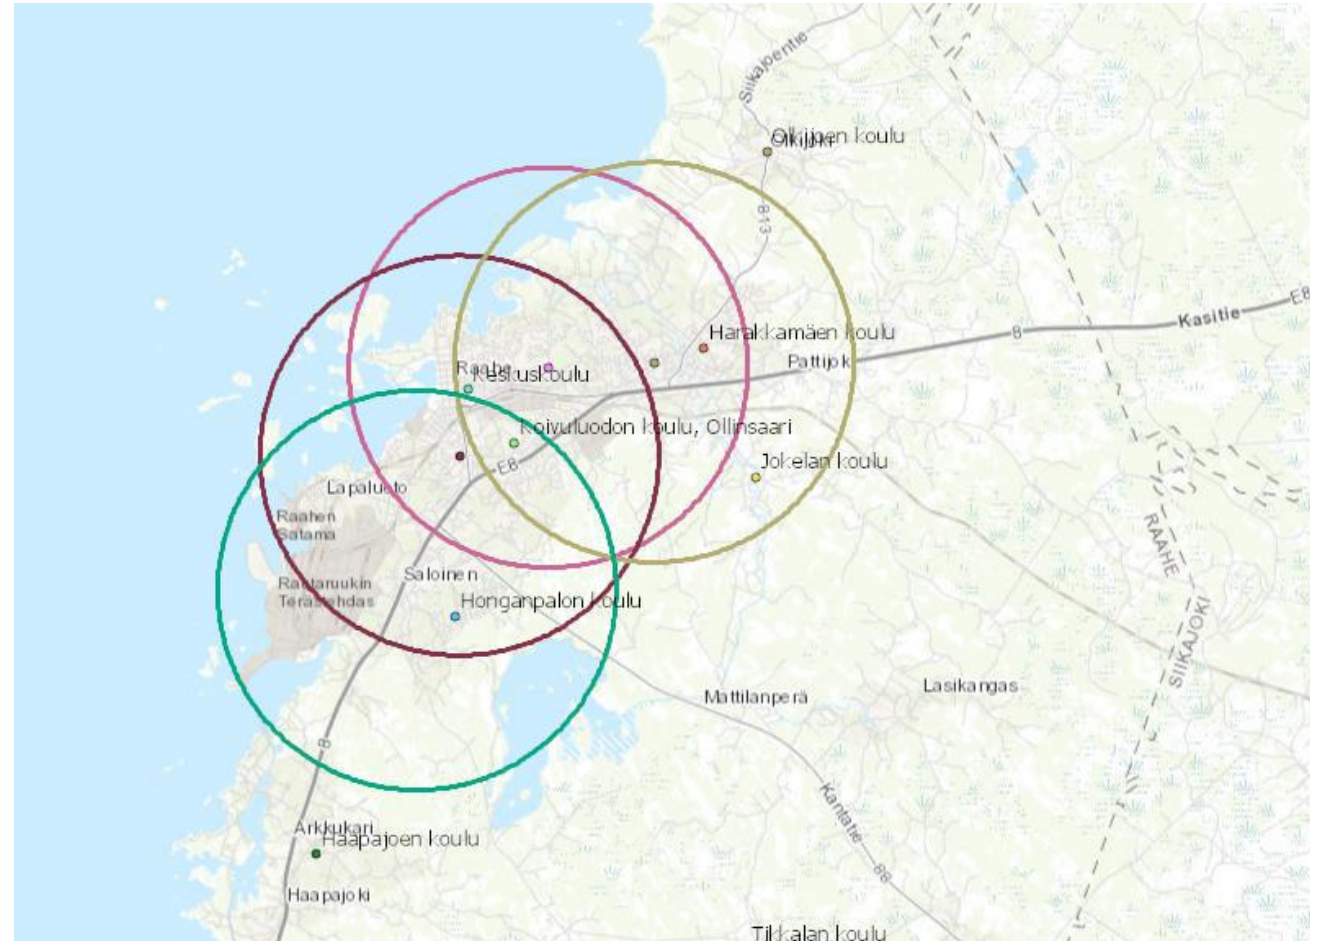 Siikajoentie
Olkijoen koulu
Olkijoki
813
E8
Kasitie
8
Harakkamäen koulu
Pattijok
Raahe
Keskuskoulu
Koivuluodon koulu, Ollinsaari
E8
Jokelan koulu
Lapaluoto
Raahen
Satama
RAAHE
Saloinen
Rautaruukin
Terästehdas
Honganpalon koulu
SIIKAJOKI
Lasikangas
Mattilanperä
8
Kantatie
88
Arkkukari
Haapajoen koulu
Haapajoki
Tikkalan koulu